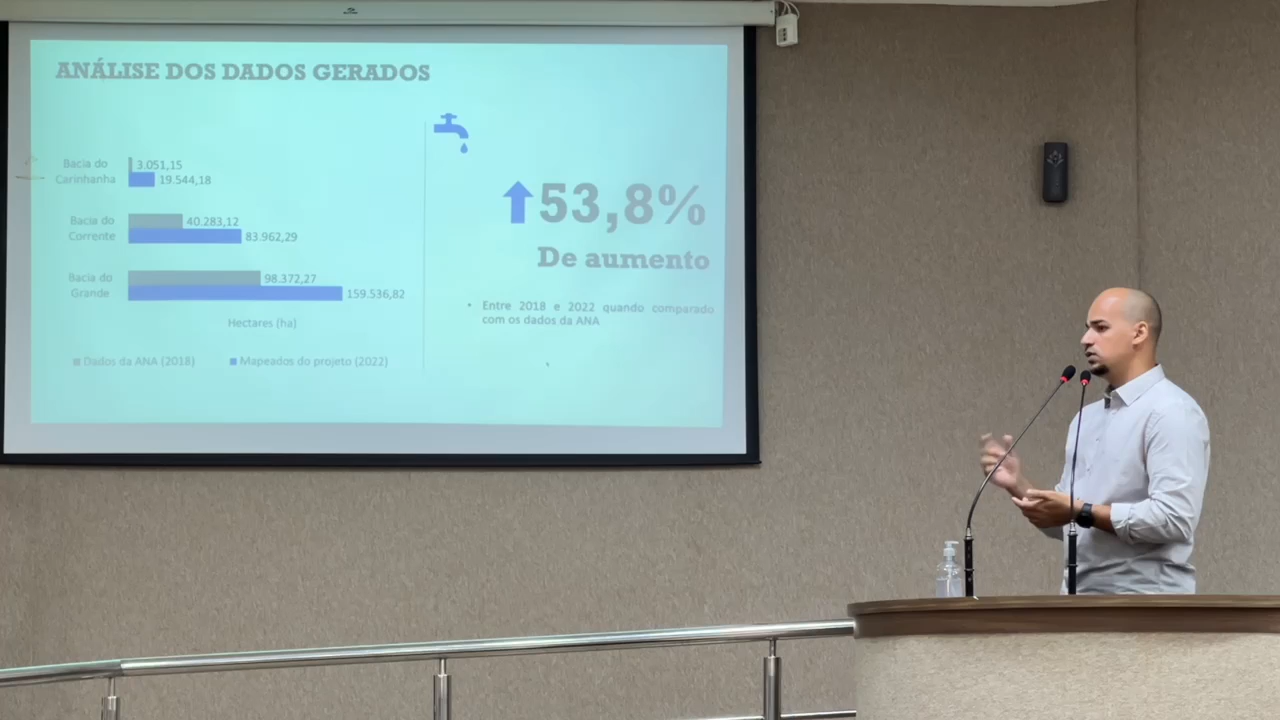 ANÁLISE DOS DADOS GERADOS
Bacia do
Carinhanha
3.051,15
19.544,18
Bacia do
Corrente
40.283,12
83.962,29
Bacia do
Grande
98.372,27
159.536,82
Hectares (ha)
Dados da ANA (2018)
Mapeados do projeto (2022)
53,8%
De aumento
• Entre 2018 e 2022 quando comparado
com os dados da ANA